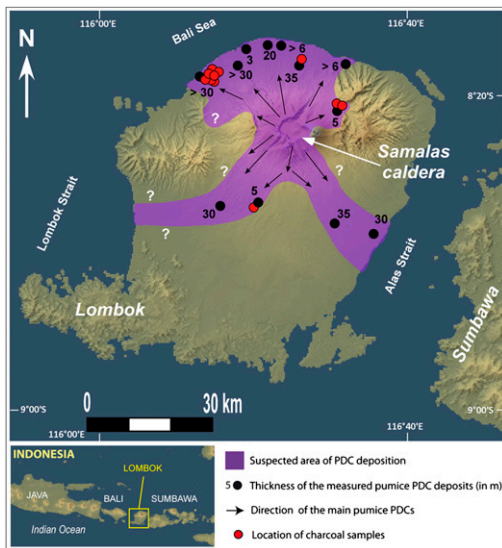 116°00'E
116°40'E
Bali Sea
N
3
20
> 6
> 30
35
> 6
> 30
8°20'S
5
?
Samalas
caldera
?
?
?
5
30
35
30
Lombok Strait
Alas Strait
Lombok
Sumbawa
0
30 km
9°00'S
116°00'E
116°40'E
INDONESIA
LOMBOK
JAVA
BALI
SUMBAWA
Indian Ocean
Suspected area of PDC deposition
5 Thickness of the measured pumice PDC deposits (in m)
Direction of the main pumice PDCs
Location of charcoal samples